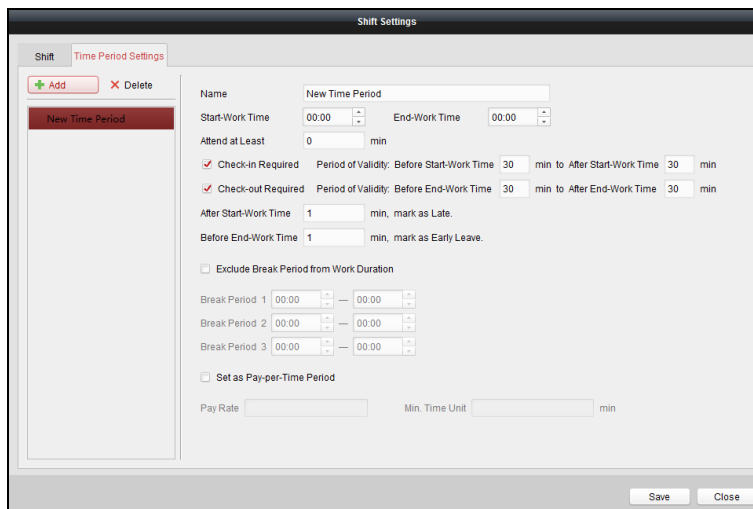 Shift Settings
Shift Time Period Settings
Add Delete
New Time Period
Name New Time Period
Start-Work Time 00:00 End-Work Time 00:00
Attend at Least 0 min
Check-in Required Period of Validity: Before Start-Work Time 30 min to After Start-Work Time 30 min
Check-out Required Period of Validity: Before End-Work Time 30 min to After End-Work Time 30 min
After Start-Work Time 1 min, mark as Late.
Before End-Work Time 1 min, mark as Early Leave.
Exclude Break Period from Work Duration
Break Period 1 00:00 — 00:00
Break Period 2 00:00 — 00:00
Break Period 3 00:00 — 00:00
Set as Pay-per-Time Period
Pay Rate Min. Time Unit min
Save Close